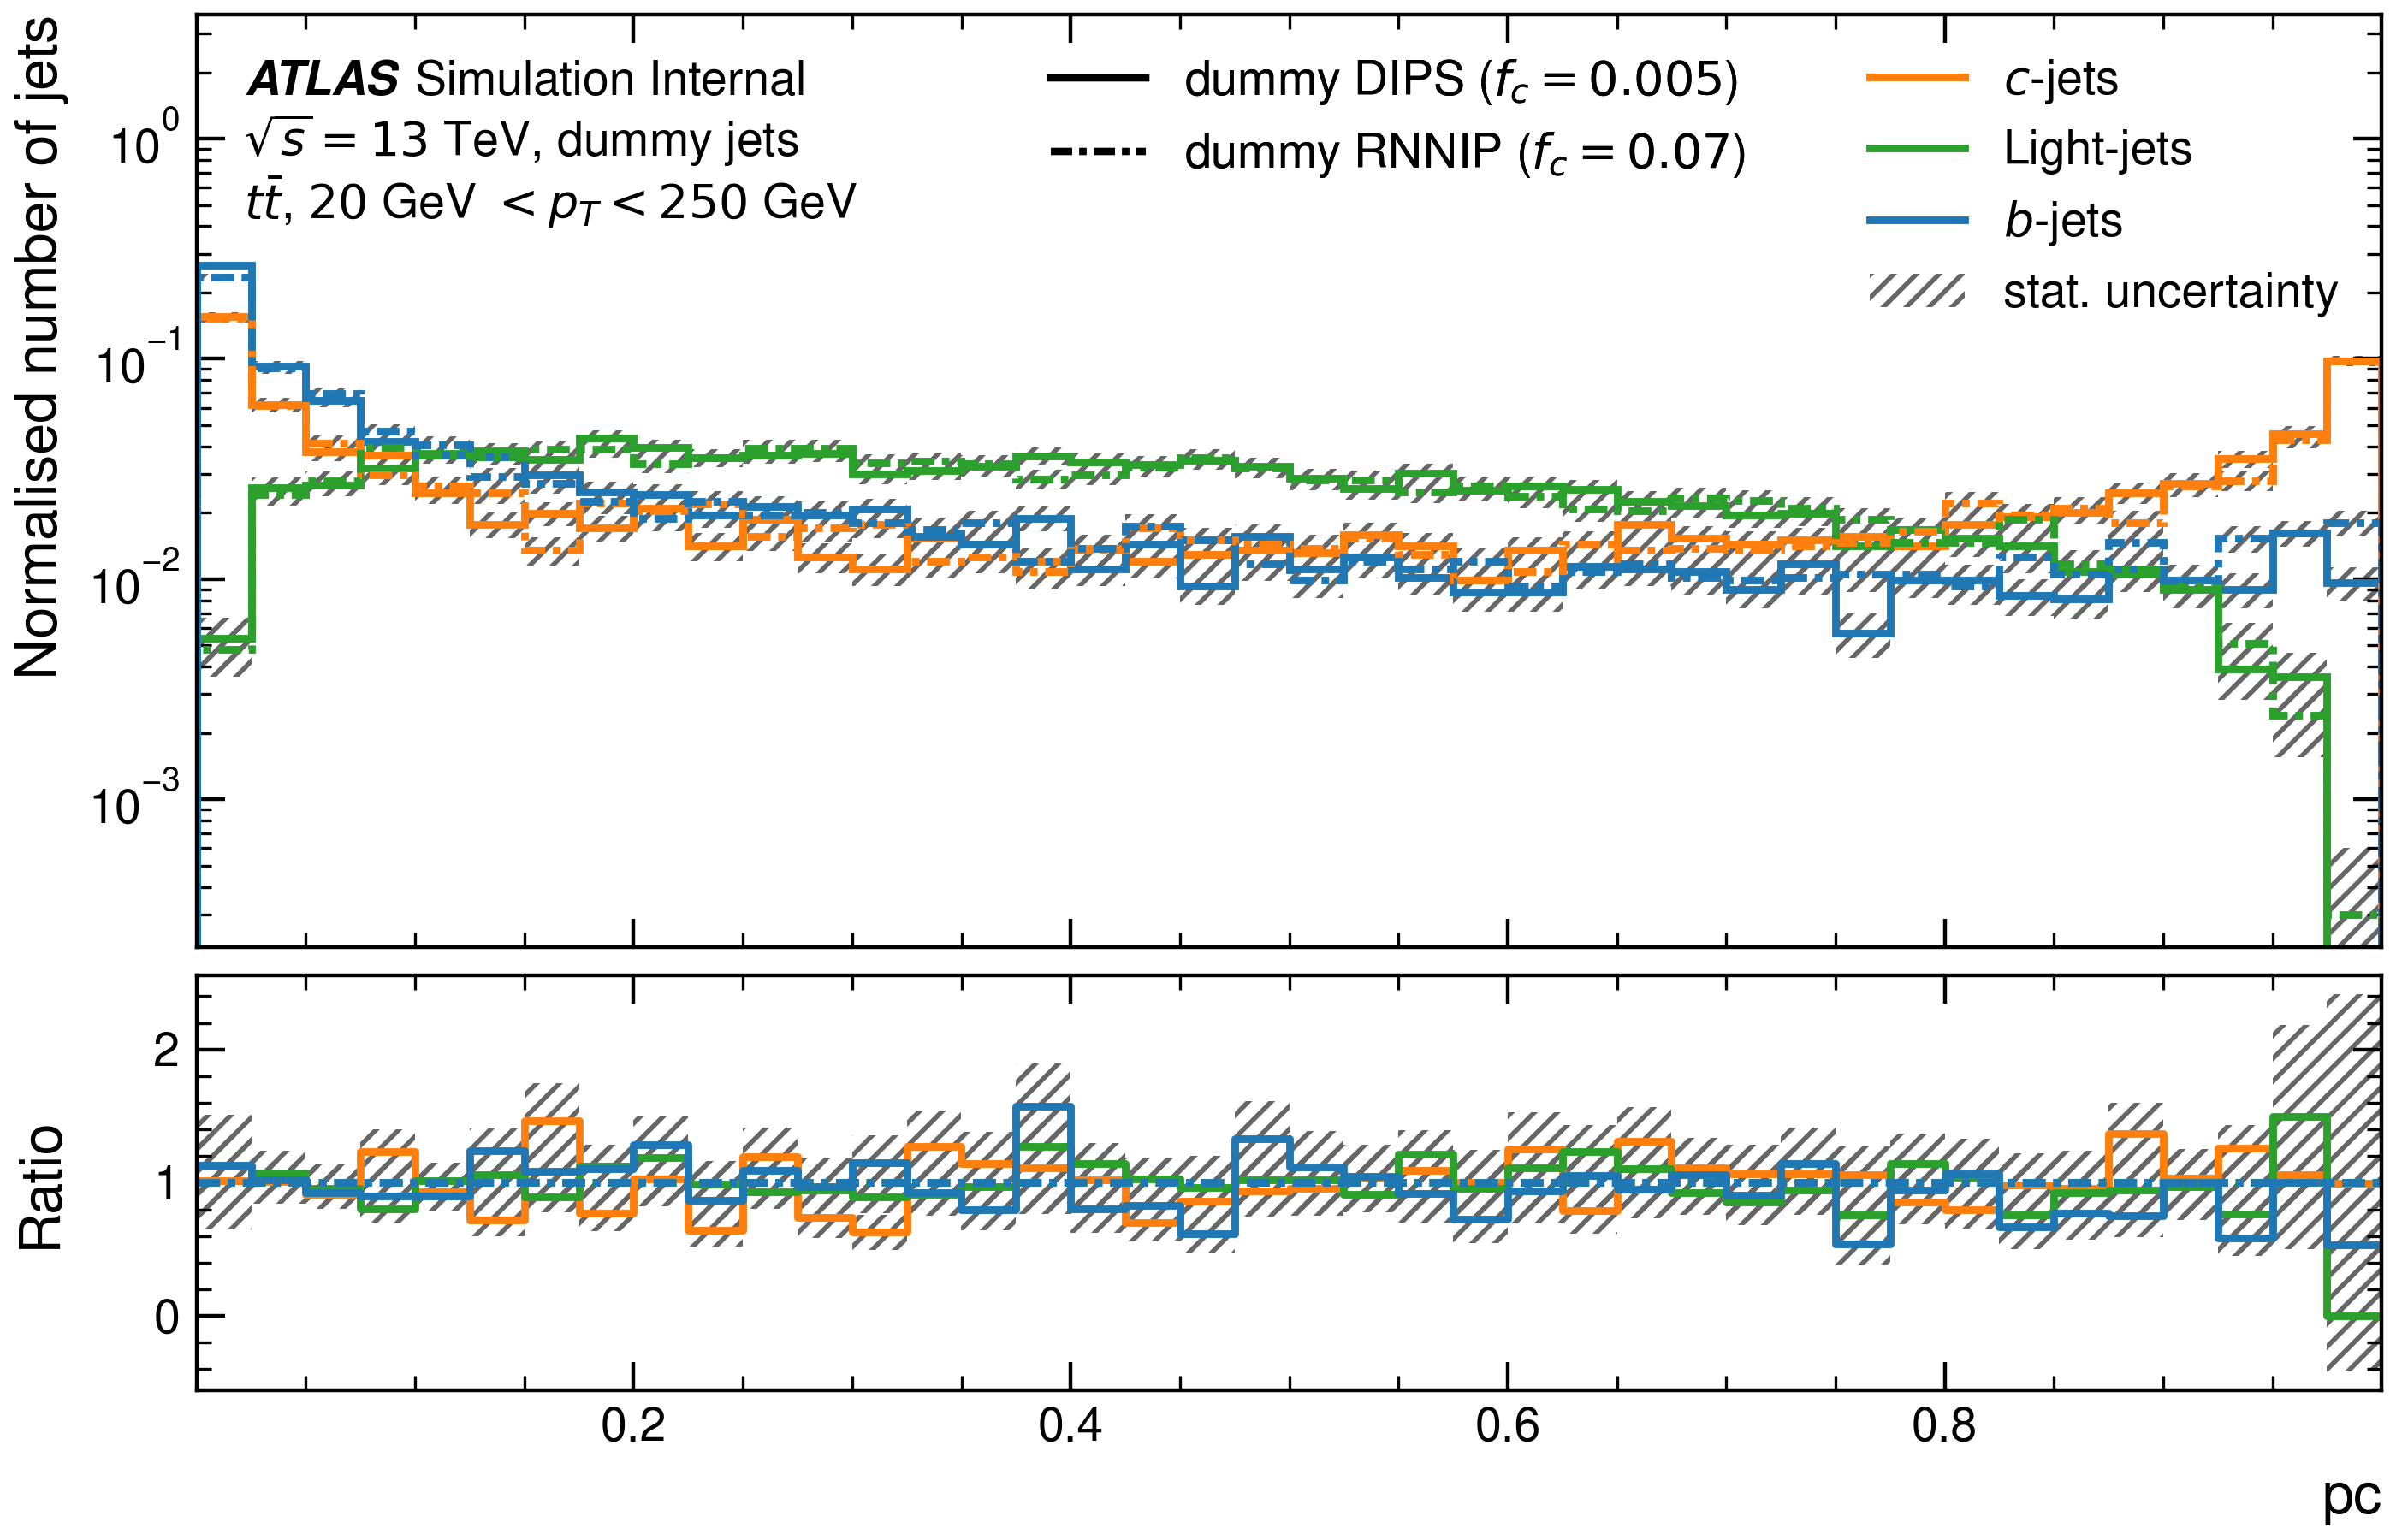 Normalised number of jets
ATLAS Simulation Internal
√s = 13 TeV, dummy jets
tt̄, 20 GeV < p_T < 250 GeV
dummy DIPS (f_c = 0.005)
dummy RNNIP (f_c = 0.07)
c-jets
Light-jets
b-jets
stat. uncertainty
10^0
10^−1
10^−2
10^−3
Ratio
2
1
0
0.2 0.4 0.6 0.8
pc